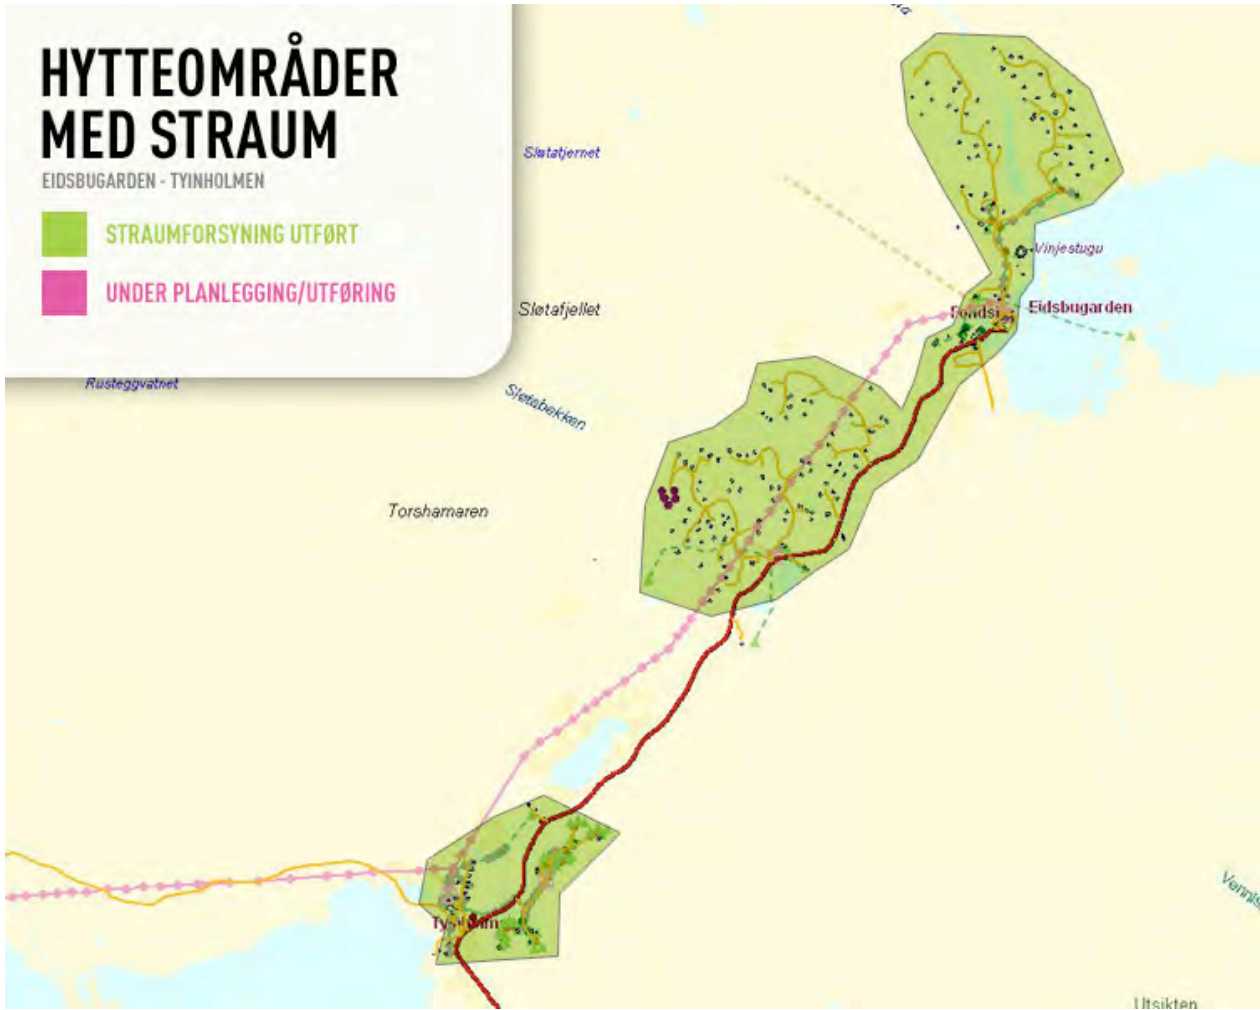 HYTTEOMRÅDER
MED STRAUM
EIDSBUGARDEN - TYINHOLMEN
STRAUMFORSYNING UTFØRT
UNDER PLANLEGGING/UTFØRING
Sløtatjernet
Vinjestugu
Sløtafjellet
Eidsbugarden
Rusteggvatnet
Sløtabekken
Torshamaren
Utsikten